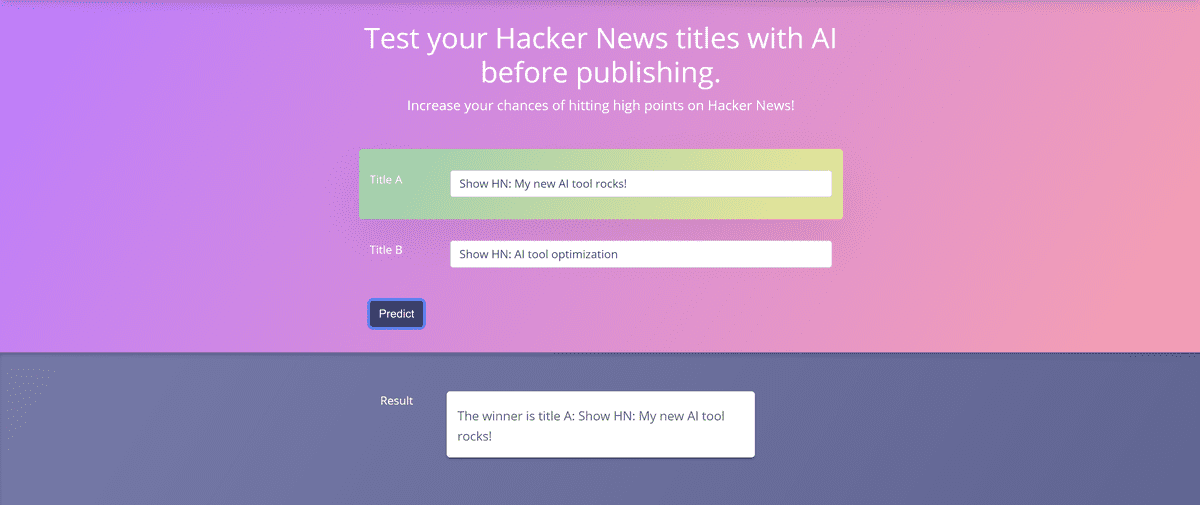 Test your Hacker News titles with AI
before publishing.
Increase your chances of hitting high points on Hacker News!
Title A
Show HN: My new AI tool rocks!
Title B
Show HN: AI tool optimization
Predict
Result
The winner is title A: Show HN: My new AI tool
rocks!